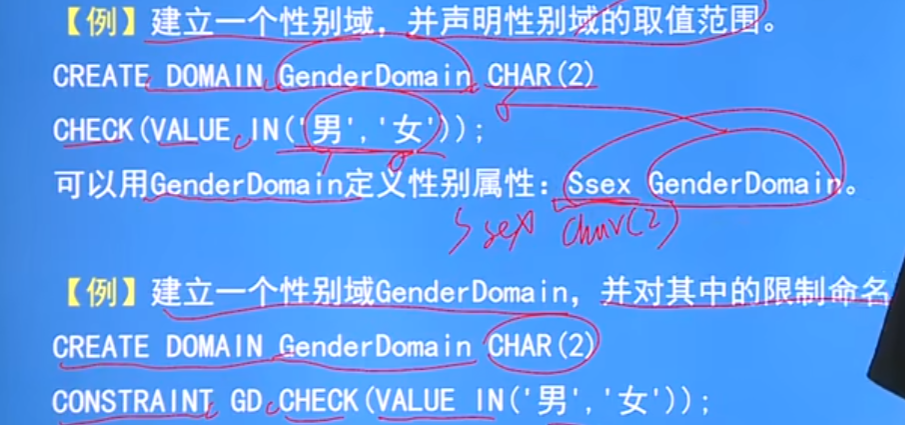 【例】建立一个性别域，并声明性别域的取值范围。
CREATE DOMAIN GenderDomain CHAR(2)
CHECK(VALUE IN('男','女'));
可以用GenderDomain定义性别属性：Ssex GenderDomain。
Ssex char(2)
【例】建立一个性别域GenderDomain，并对其中的限制命名
CREATE DOMAIN GenderDomain CHAR(2)
CONSTRAINT GD CHECK(VALUE IN('男','女'));